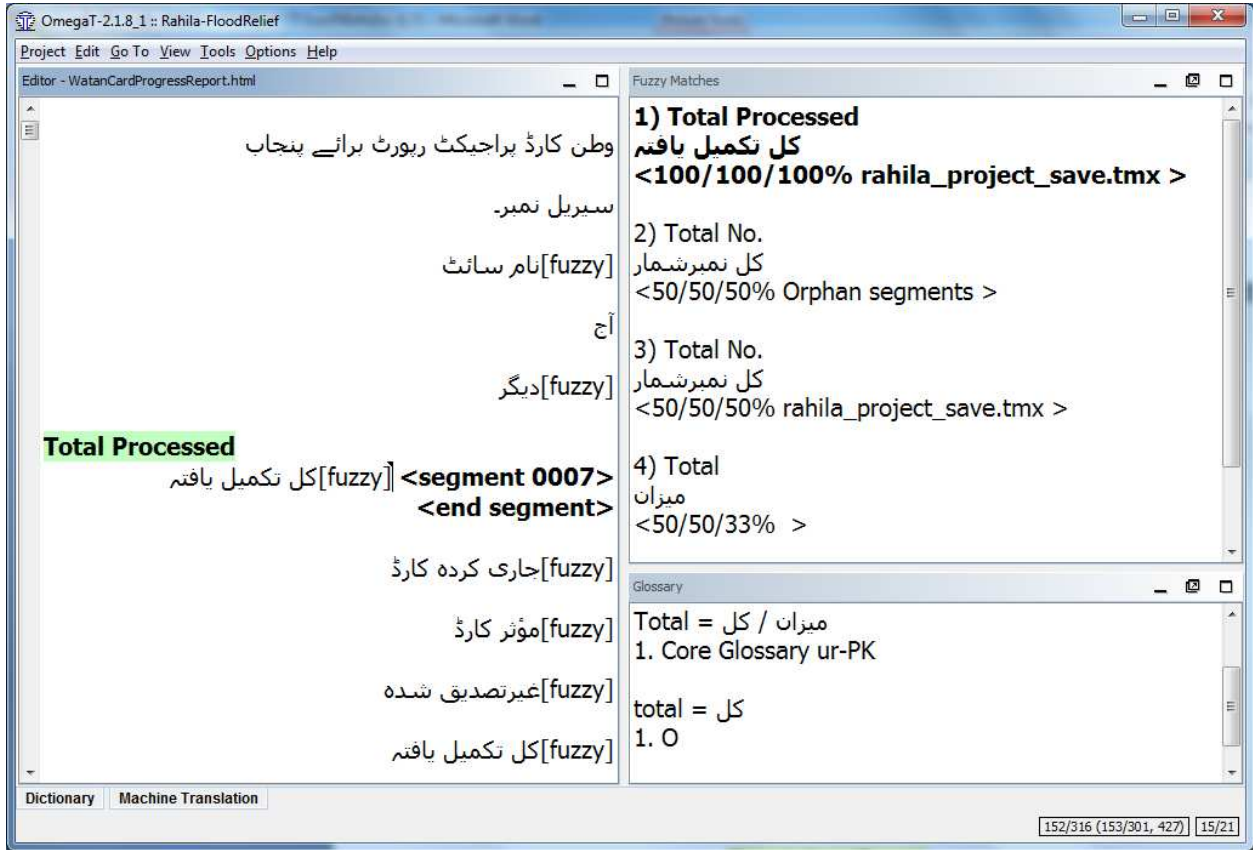 OmegaT-2.1.8_1 :: Rahila-FloodRelief
Project Edit Go To View Tools Options Help
Editor - WatanCardProgressReport.html
وطن کارڈ پراجیکٹ رپورٹ برائے پنجاب
سیریل نمبر۔
[fuzzy]نام سائٹ
آج
[fuzzy]دیگر
Total Processed
<segment 0007> [fuzzy]کل تکمیل یافتہ
<end segment>
[fuzzy]جاری کردہ کارڈ
[fuzzy]مؤثر کارڈ
[fuzzy]غیرتصدیق شدہ
[fuzzy]کل تکمیل یافتہ
Fuzzy Matches
1) Total Processed
کل تکمیل یافتہ
<100/100/100% rahila_project_save.tmx >
2) Total No.
کل نمبرشمار
<50/50/50% Orphan segments >
3) Total No.
کل نمبرشمار
<50/50/50% rahila_project_save.tmx >
4) Total
میزان
<50/50/33%  >
Glossary
Total = میزان / کل
1. Core Glossary ur-PK
total = کل
1. O
Dictionary Machine Translation
152/316 (153/301, 427) 15/21